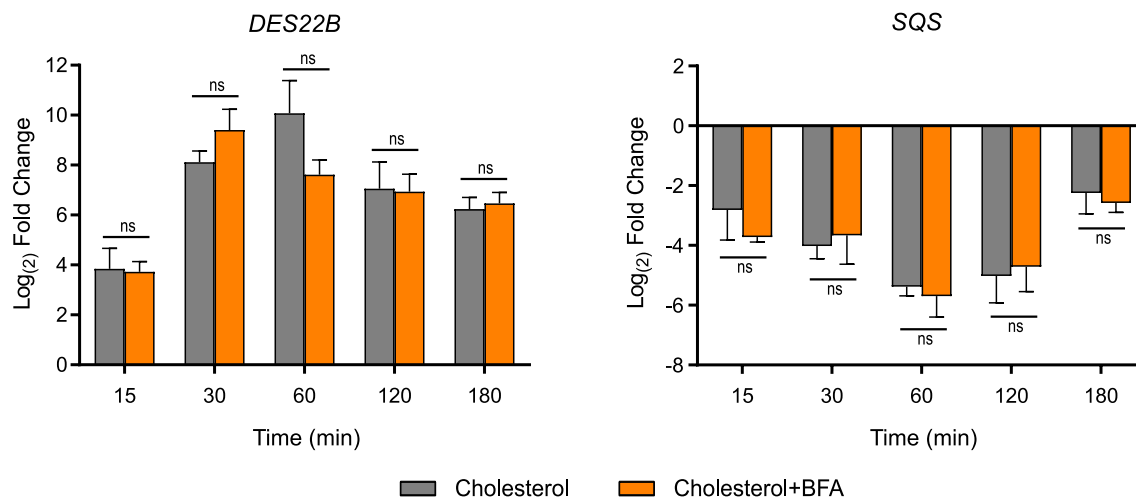 DES22B
Log(2) Fold Change
12
10
8
6
4
2
0
ns
ns
ns
ns
ns
15 30 60 120 180
Time (min)
SQS
Log(2) Fold Change
2
0
-2
-4
-6
-8
ns
ns
ns
ns
ns
15 30 60 120 180
Time (min)
Cholesterol Cholesterol+BFA